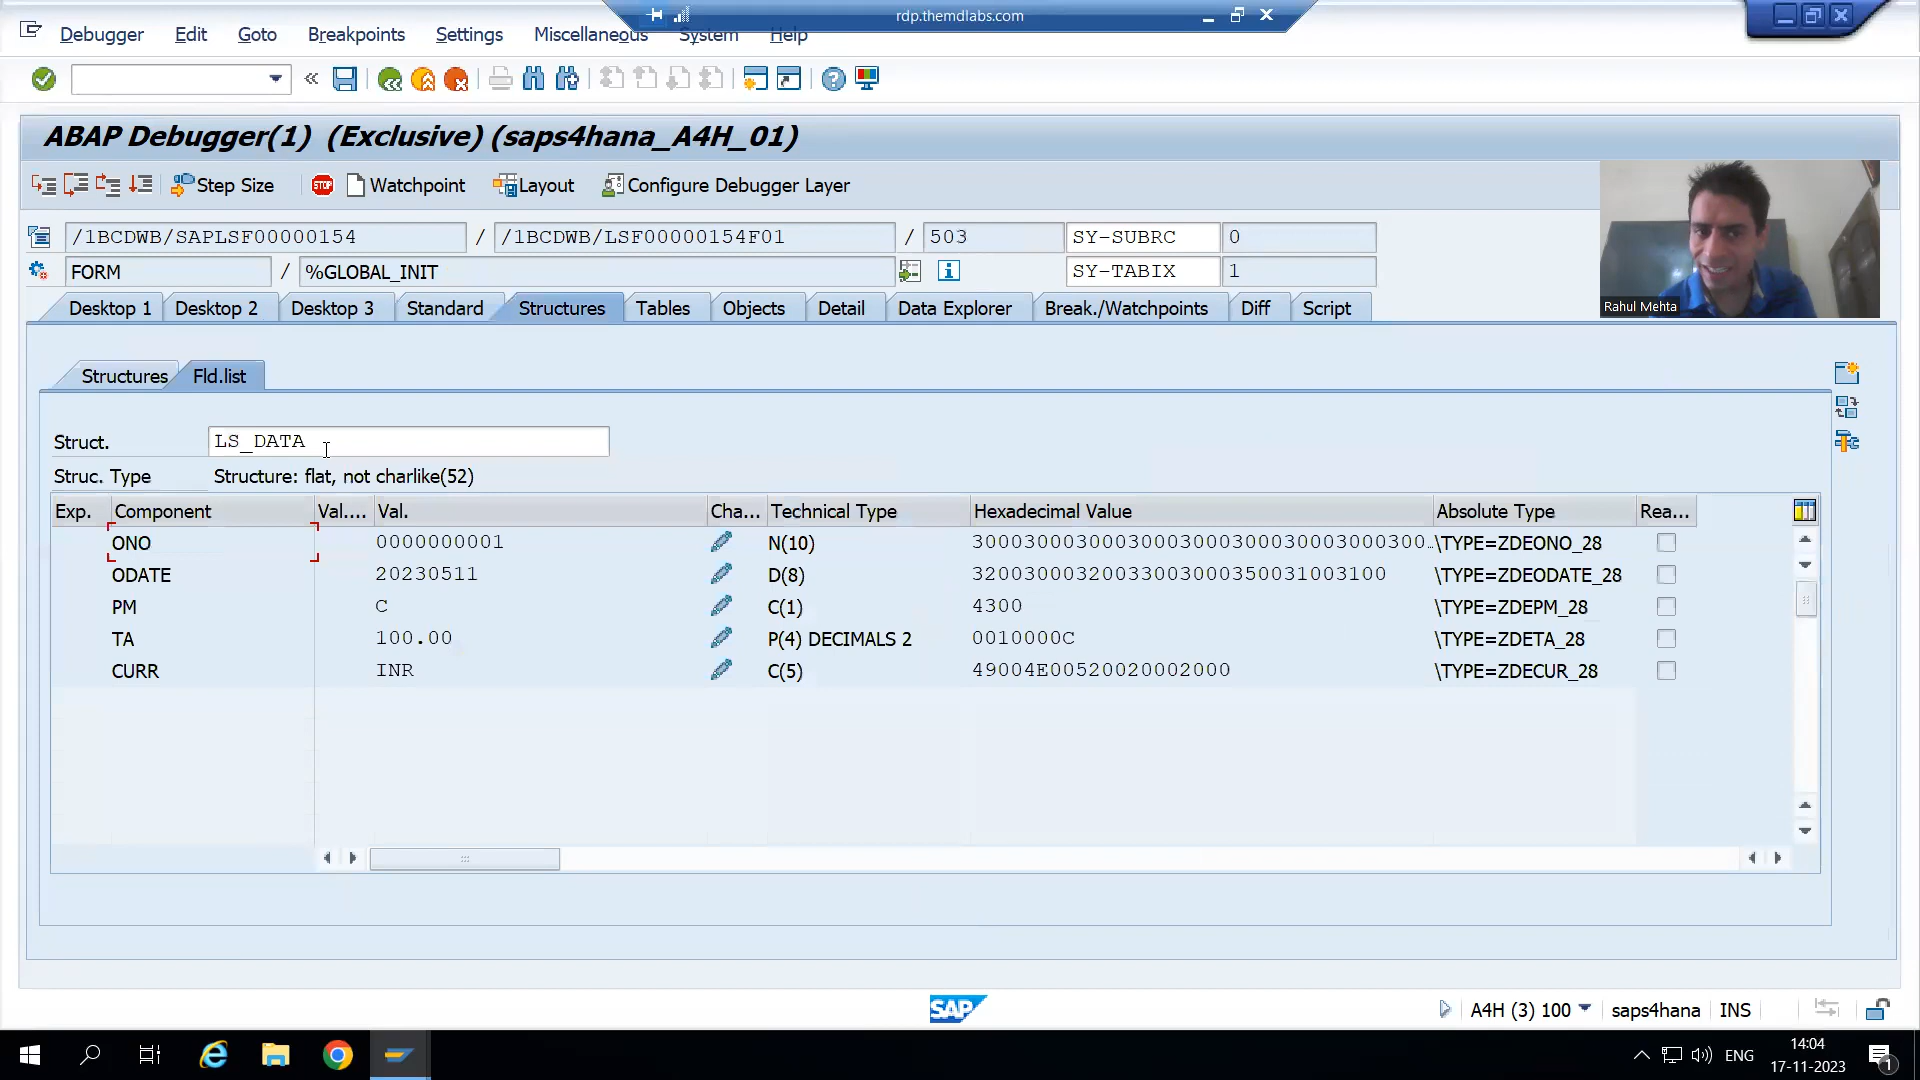 rdp.themdlabs.com
Debugger Edit Goto Breakpoints Settings Miscellaneous System Help
ABAP Debugger(1) (Exclusive) (saps4hana_A4H_01)
Step Size STOP Watchpoint Layout Configure Debugger Layer
/1BCDWB/SAPLSF00000154 / /1BCDWB/LSF00000154F01 / 503 SY-SUBRC 0
FORM / %GLOBAL_INIT SY-TABIX 1
Rahul Mehta
Desktop 1 Desktop 2 Desktop 3 Standard Structures Tables Objects Detail Data Explorer Break./Watchpoints Diff Script
Structures Fld.list
Struct. LS_DATA
Struc. Type Structure: flat, not charlike(52)
Exp. Component Val.... Val. Cha... Technical Type Hexadecimal Value Absolute Type Rea...
ONO 0000000001 N(10) 30003000300030003000300030003000300... \TYPE=ZDEONO_28
ODATE 20230511 D(8) 32003000320033003000350031003100 \TYPE=ZDEODATE_28
PM C C(1) 4300 \TYPE=ZDEPM_28
TA 100.00 P(4) DECIMALS 2 0010000C \TYPE=ZDETA_28
CURR INR C(5) 49004E00520020002000 \TYPE=ZDECUR_28
SAP A4H (3) 100 saps4hana INS
ENG 14:04
17-11-2023 1